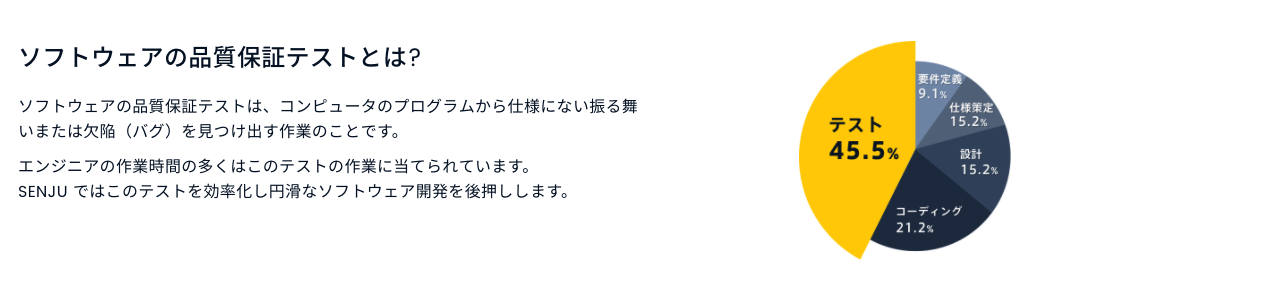 ソフトウェアの品質保証テストとは?
ソフトウェアの品質保証テストは、コンピュータのプログラムから仕様にない振る舞
いまたは欠陥（バグ）を見つけ出す作業のことです。
エンジニアの作業時間の多くはこのテストの作業に当てられています。
SENJU ではこのテストを効率化し円滑なソフトウェア開発を後押しします。
要件定義
9.1%
仕様策定
15.2%
設計
15.2%
コーディング
21.2%
テスト
45.5%